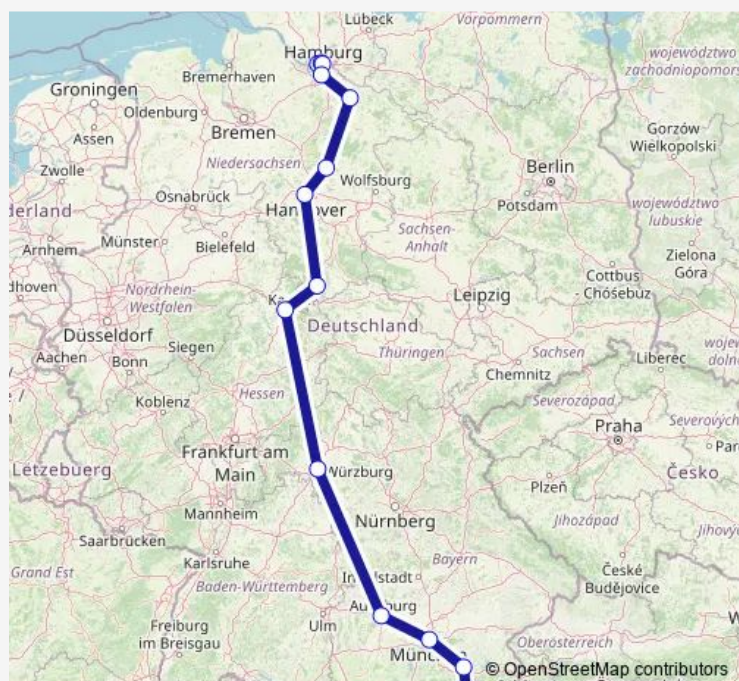 Lübeck
Vorpommern
Hamburg
województwo
zachodniopomors
Bremerhaven
Groningen
Oldenburg
Bremen
Assen
Gorzów
Wielkopolski
Niedersachsen
Berlin
Zwolle
Wolfsburg
Potsdam
Osnabrück
województwo
lubuskie
derland
Hannover
Sachsen-
Anhalt
Arnhem
Münster
Bielefeld
Zielona
Góra
Cottbus
- Chóśebuz
dhoven
Nordrhein-
Westfalen
Leipzig
Düsseldorf
Deutschland
Siegen
Thüringen
Sachsen
Liberec
Aachen
Bonn
Chemnitz
Koblenz
Hessen
Severozápad
Severových
Praha
Frankfurt am
Main
Lëtzebuerg
Würzburg
Plzeň
Česko
Mannheim
Nürnberg
Jihozápad
Saarbrücken
Karlsruhe
Bayern
Grand Est
České
Budějovice
Baden-Württemberg
Freiburg
im Breisgau
Ulm
Oberösterreich
© OpenStreetMap contributors